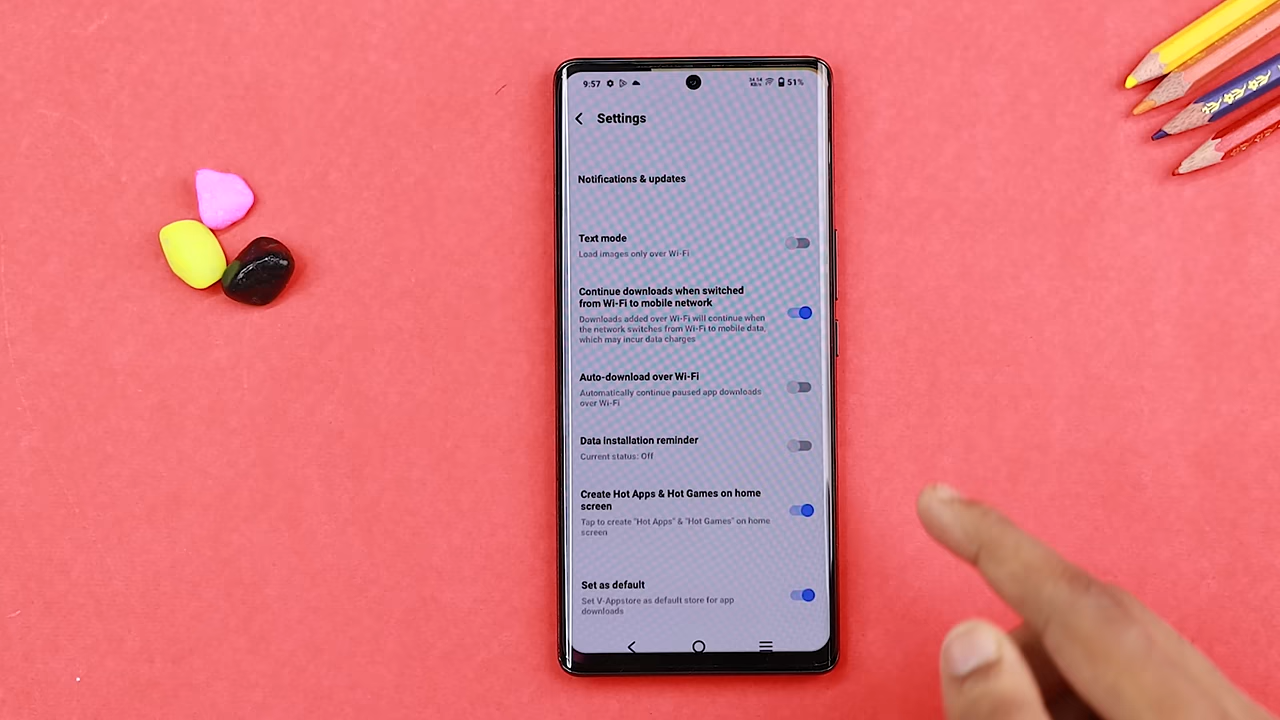 9:57 51%
Settings
Notifications & updates
Text mode
Load images only over Wi-Fi
Continue downloads when switched
from Wi-Fi to mobile network
Downloads added over Wi-Fi will continue when
the network switches from Wi-Fi to mobile data,
which may incur data charges
Auto-download over Wi-Fi
Automatically continue paused app downloads
over Wi-Fi
Data installation reminder
Current status: Off
Create Hot Apps & Hot Games on home
screen
Tap to create "Hot Apps" & "Hot Games" on home
screen
Set as default
Set V-Appstore as default store for app
downloads